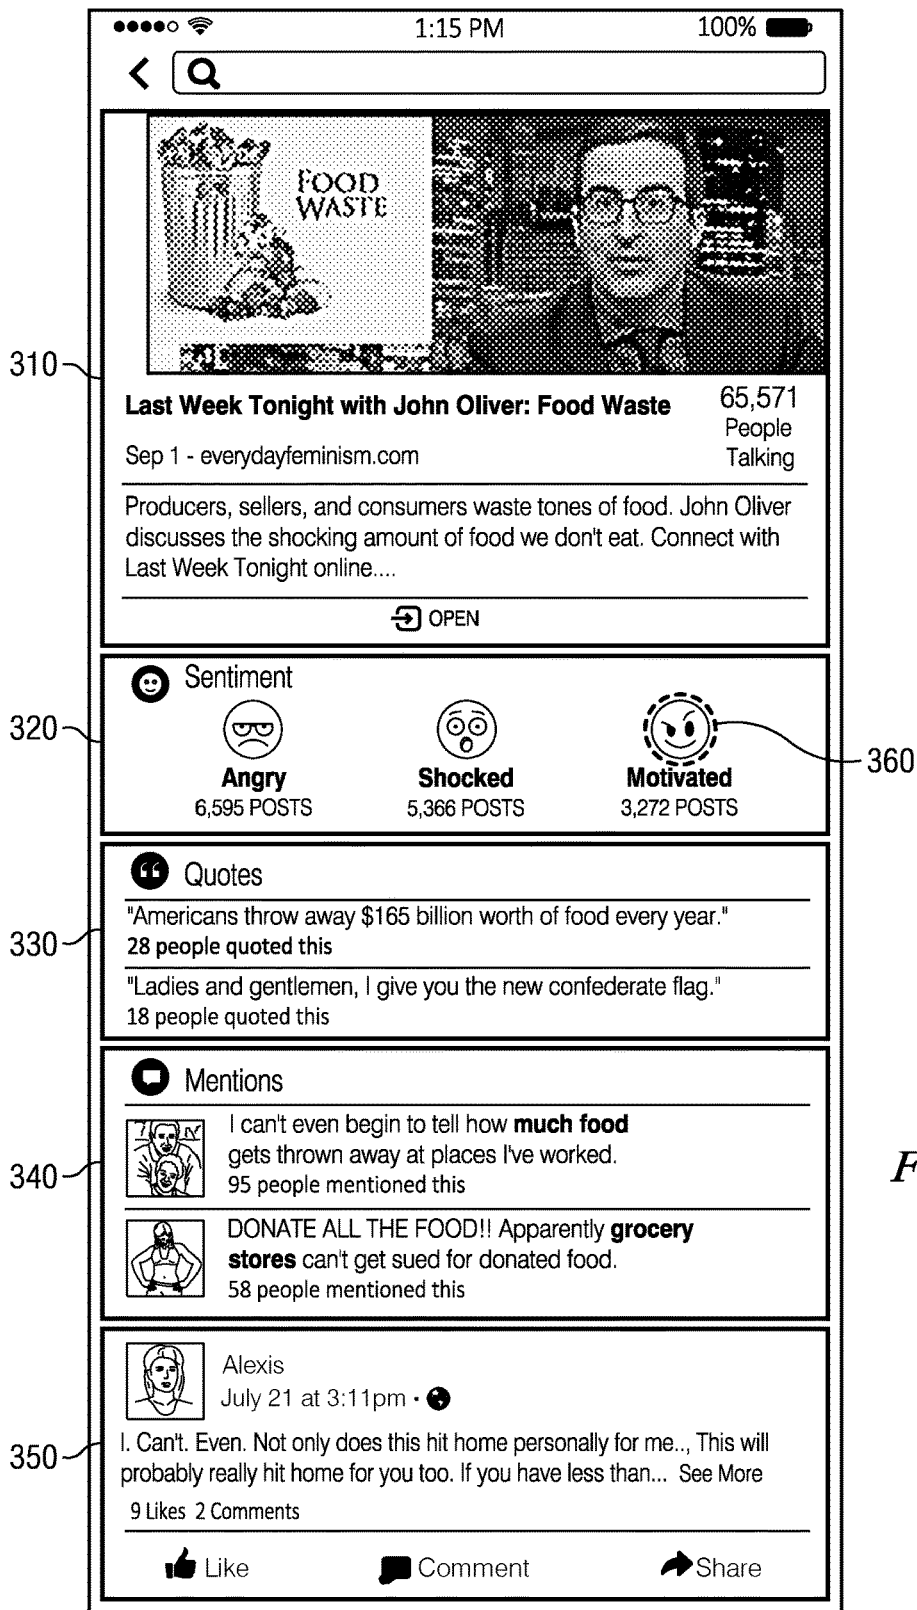 1:15 PM
100%
FOOD
WASTE
310
Last Week Tonight with John Oliver: Food Waste
65,571
People
Talking
Sep 1 - everydayfeminism.com
Producers, sellers, and consumers waste tones of food. John Oliver
discusses the shocking amount of food we don't eat. Connect with
Last Week Tonight online....
OPEN
Sentiment
320
360
Angry
Shocked
Motivated
6,595 POSTS
5,366 POSTS
3,272 POSTS
Quotes
330
"Americans throw away $165 billion worth of food every year."
28 people quoted this
"Ladies and gentlemen, I give you the new confederate flag."
18 people quoted this
Mentions
340
I can't even begin to tell how much food
gets thrown away at places I've worked.
95 people mentioned this
F
DONATE ALL THE FOOD!! Apparently grocery
stores can't get sued for donated food.
58 people mentioned this
Alexis
July 21 at 3:11pm •
350
I. Can't. Even. Not only does this hit home personally for me.., This will
probably really hit home for you too. If you have less than... See More
9 Likes 2 Comments
Like
Comment
Share